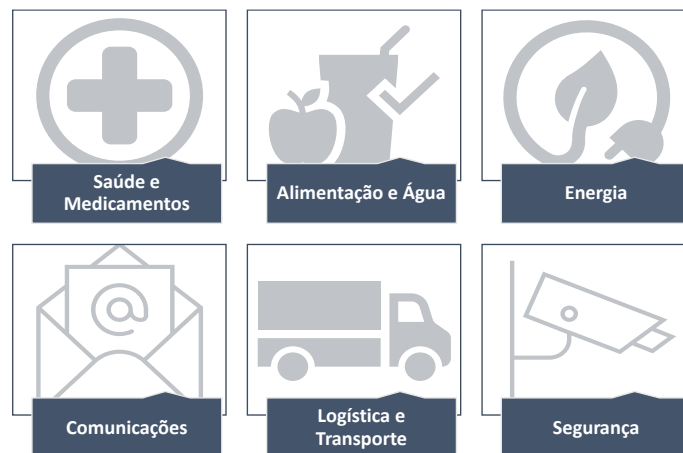 Saúde e
Medicamentos
Alimentação e Água
Energia
@
Comunicações
Logística e
Transporte
Segurança